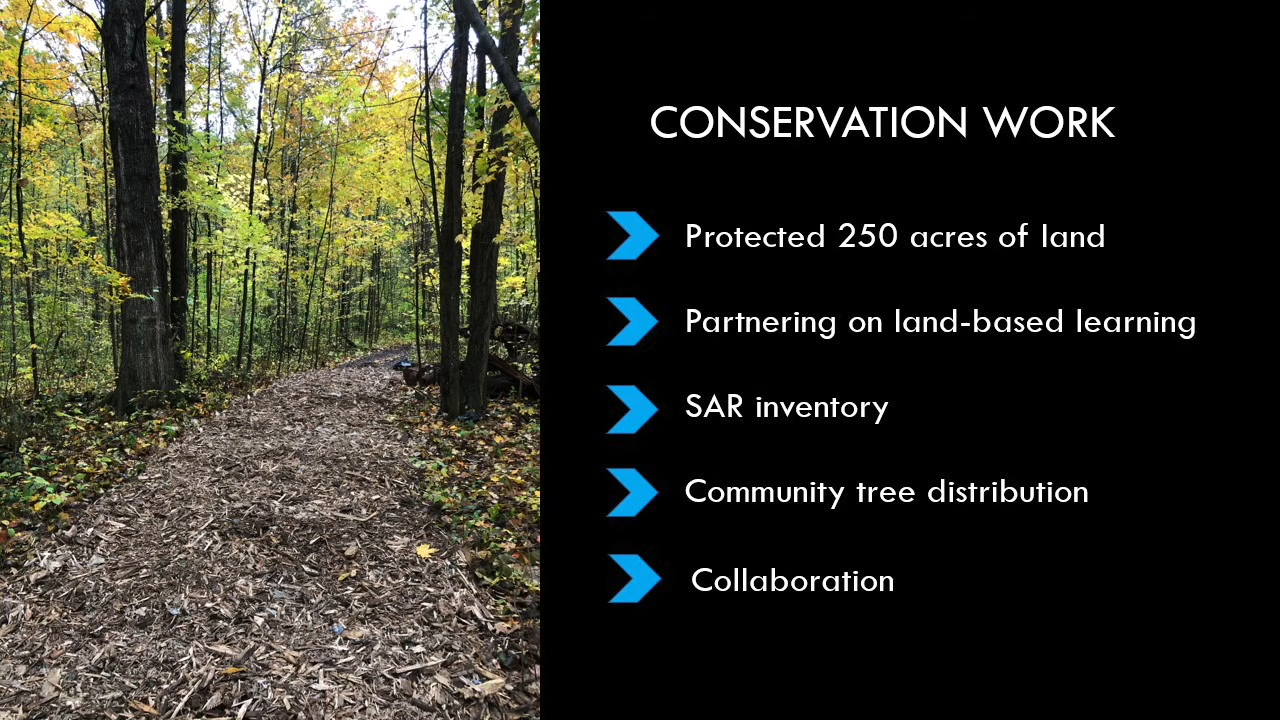 CONSERVATION WORK
Protected 250 acres of land
Partnering on land-based learning
SAR inventory
Community tree distribution
Collaboration